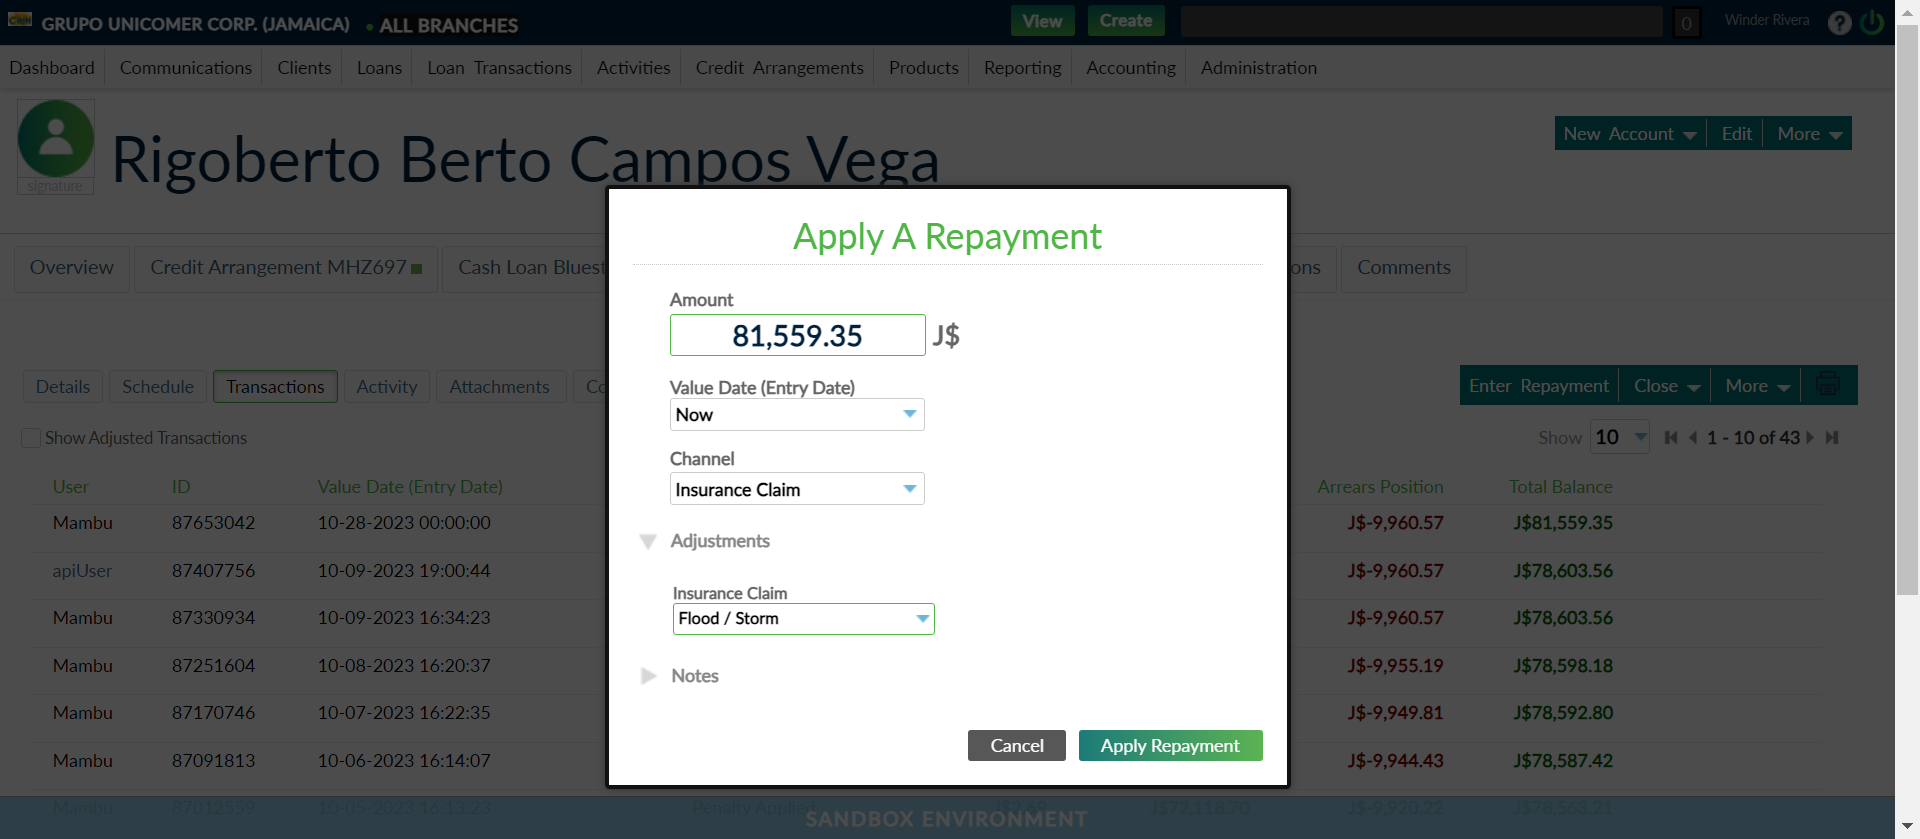 GRUPO UNICOMER CORP. (JAMAICA) ALL BRANCHES View Create 0 Winder Rivera ?
Dashboard Communications Clients Loans Loan Transactions Activities Credit Arrangements Products Reporting Accounting Administration
signature
Rigoberto Berto Campos Vega
New Account Edit More
Overview Credit Arrangement MHZ697 Cash Loan Bluest ons Comments
Apply A Repayment
Amount
81,559.35 J$
Value Date (Entry Date)
Now
Channel
Insurance Claim
Adjustments
Insurance Claim
Flood / Storm
Notes
Cancel Apply Repayment
Details Schedule Transactions Activity Attachments Co
Enter Repayment Close More
Show Adjusted Transactions
Show 10 1 - 10 of 43
User ID Value Date (Entry Date) Arrears Position Total Balance
Mambu 87653042 10-28-2023 00:00:00 J$-9,960.57 J$81,559.35
apiUser 87407756 10-09-2023 19:00:44 J$-9,960.57 J$78,603.56
Mambu 87330934 10-09-2023 16:34:23 J$-9,960.57 J$78,603.56
Mambu 87251604 10-08-2023 16:20:37 J$-9,955.19 J$78,598.18
Mambu 87170746 10-07-2023 16:22:35 J$-9,949.81 J$78,592.80
Mambu 87091813 10-06-2023 16:14:07 J$-9,944.43 J$78,587.42
Mambu 87012559 10-05-2023 16:13:23 Penalty Applied J$2.69 J$72,118.70 J$-9,920.22 J$78,563.21
SANDBOX ENVIRONMENT